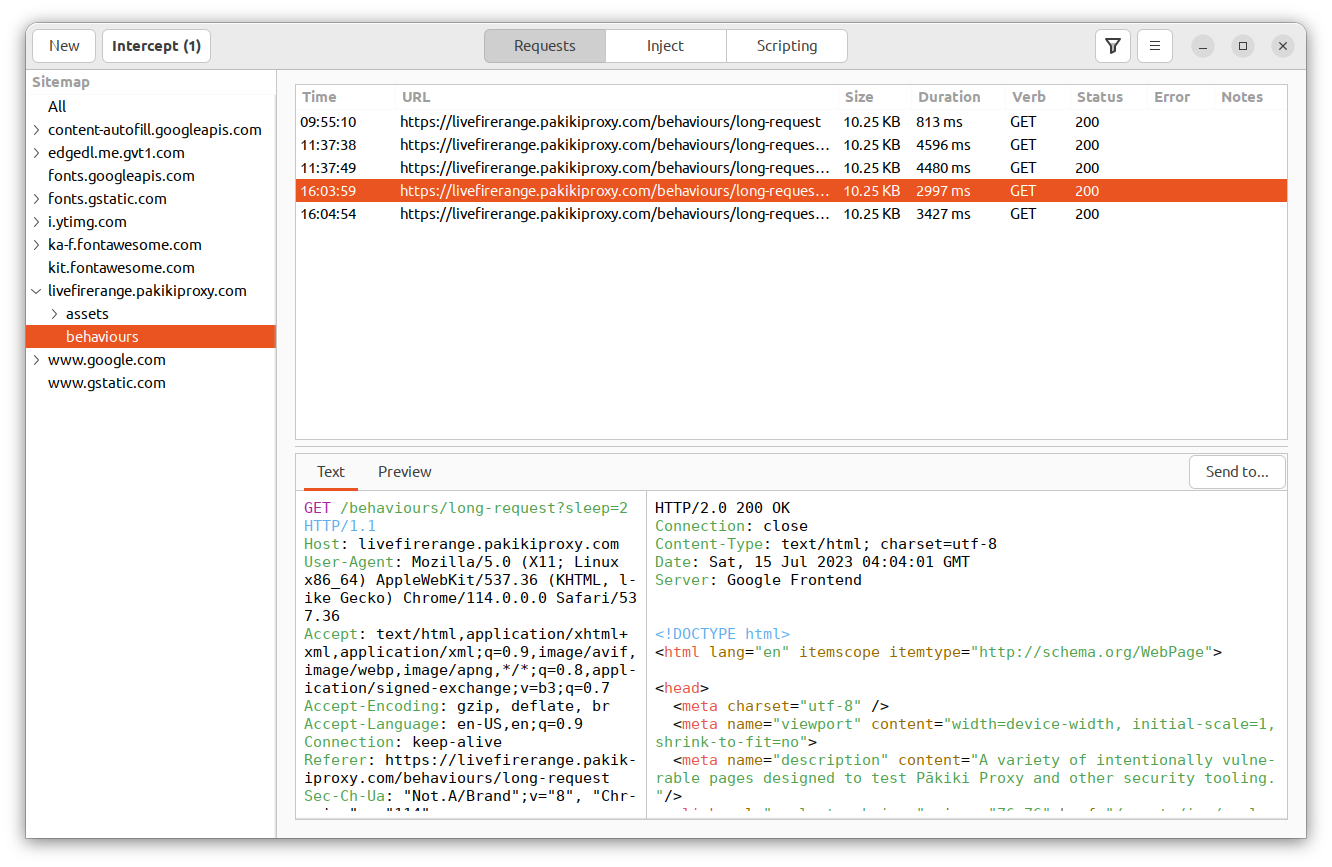 New Intercept (1) Requests Inject Scripting
Sitemap
All
content-autofill.googleapis.com
edgedl.me.gvt1.com
fonts.googleapis.com
fonts.gstatic.com
i.ytimg.com
ka-f.fontawesome.com
kit.fontawesome.com
livefirerange.pakikiproxy.com
assets
behaviours
www.google.com
www.gstatic.com
Time URL Size Duration Verb Status Error Notes
09:55:10 https://livefirerange.pakikiproxy.com/behaviours/long-request 10.25 KB 813 ms GET 200
11:37:38 https://livefirerange.pakikiproxy.com/behaviours/long-reques... 10.25 KB 4596 ms GET 200
11:37:49 https://livefirerange.pakikiproxy.com/behaviours/long-reques... 10.25 KB 4480 ms GET 200
16:03:59 https://livefirerange.pakikiproxy.com/behaviours/long-reques... 10.25 KB 2997 ms GET 200
16:04:54 https://livefirerange.pakikiproxy.com/behaviours/long-reques... 10.25 KB 3427 ms GET 200
Text Preview Send to...
GET /behaviours/long-request?sleep=2
HTTP/1.1
Host: livefirerange.pakikiproxy.com
User-Agent: Mozilla/5.0 (X11; Linux
x86_64) AppleWebKit/537.36 (KHTML, l-
ike Gecko) Chrome/114.0.0.0 Safari/53
7.36
Accept: text/html,application/xhtml+
xml,application/xml;q=0.9,image/avif,
image/webp,image/apng,*/*;q=0.8,appl-
ication/signed-exchange;v=b3;q=0.7
Accept-Encoding: gzip, deflate, br
Accept-Language: en-US,en;q=0.9
Connection: keep-alive
Referer: https://livefirerange.pakik-
iproxy.com/behaviours/long-request
Sec-Ch-Ua: "Not.A/Brand";v="8", "Chr-
HTTP/2.0 200 OK
Connection: close
Content-Type: text/html; charset=utf-8
Date: Sat, 15 Jul 2023 04:04:01 GMT
Server: Google Frontend
<!DOCTYPE html>
<html lang="en" itemscope itemtype="http://schema.org/WebPage">
<head>
<meta charset="utf-8" />
<meta name="viewport" content="width=device-width, initial-scale=1,
shrink-to-fit=no">
<meta name="description" content="A variety of intentionally vulne-
rable pages designed to test Pākiki Proxy and other security tooling.
"/>